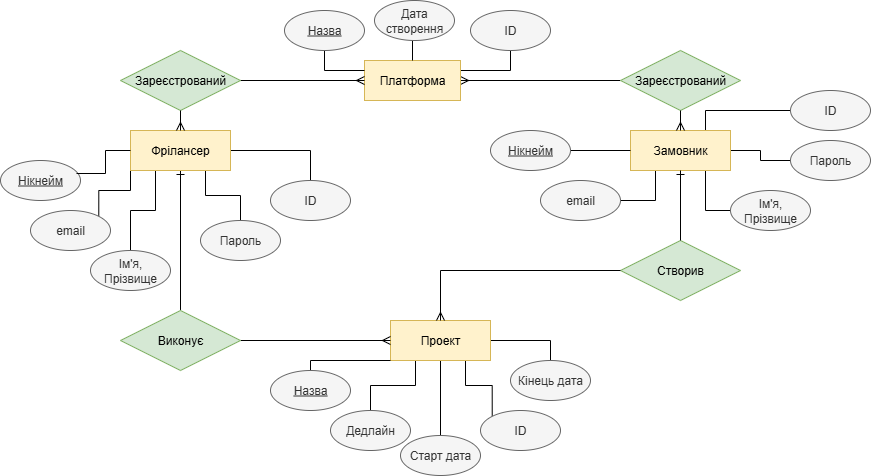 Назва
Дата
створення
ID
Зареєстрований
Платформа
Зареєстрований
Фрілансер
Замовник
ID
Нікнейм
Пароль
Нікнейм
email
ID
email
Ім'я,
Прізвище
Пароль
Ім'я,
Прізвище
Створив
Виконує
Проект
Назва
Кінець дата
Дедлайн
ID
Старт дата